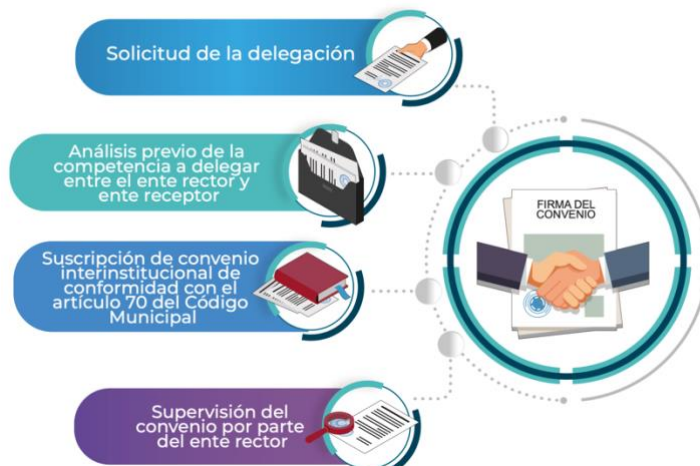 Solicitud de la delegación
Análisis previo de la
competencia a delegar
entre el ente rector y
ente receptor
Suscripción de convenio
interinstitucional de
conformidad con el
artículo 70 del Código
Municipal
Supervisión del
convenio por parte
del ente rector
FIRMA DEL
CONVENIO